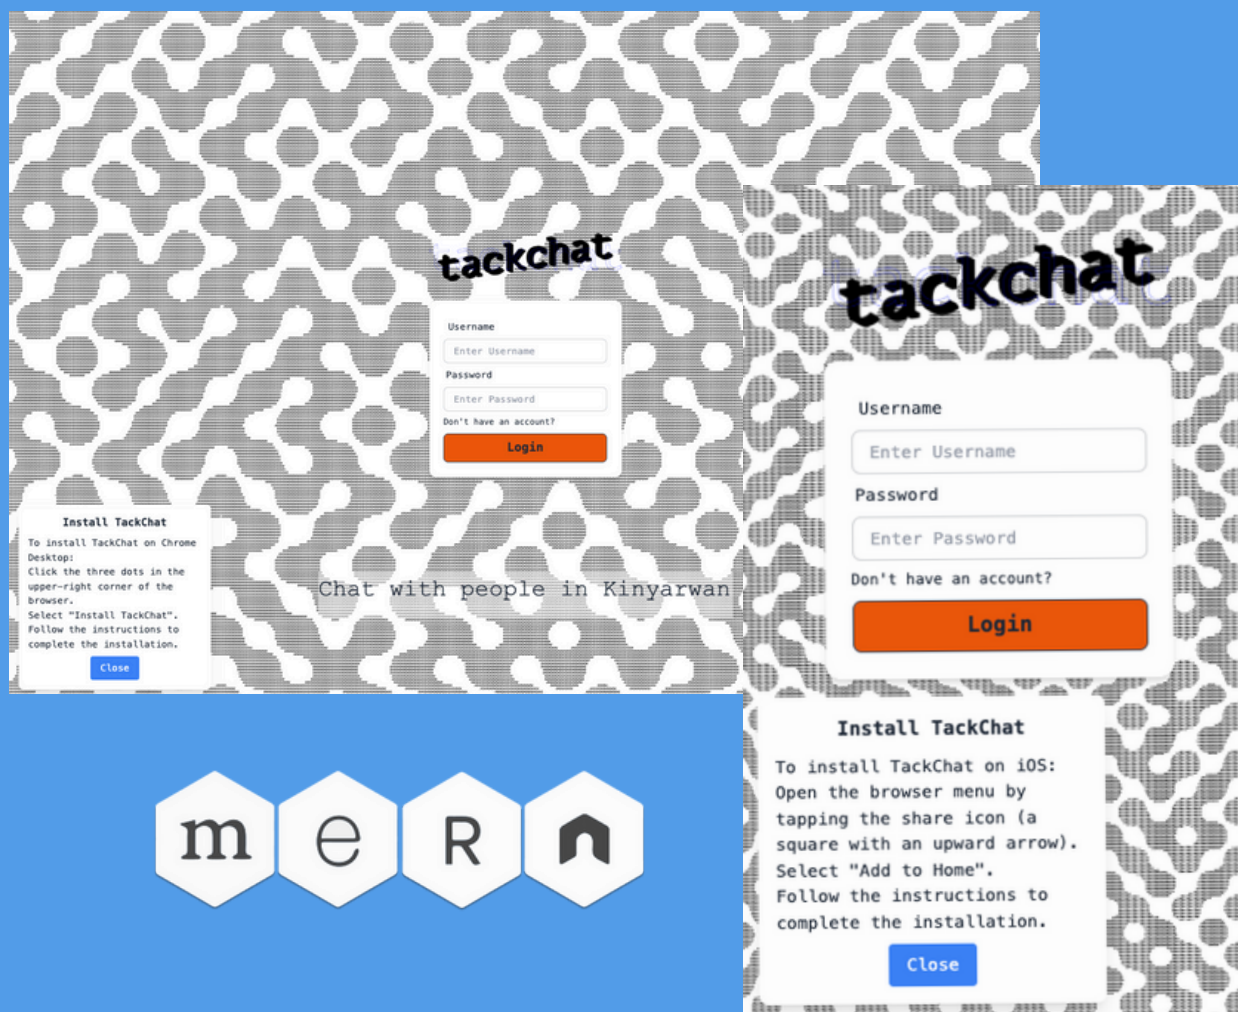 tackchat
Username
Enter Username
Password
Enter Password
Don't have an account?
Login
Install TackChat
To install TackChat on Chrome
Desktop:
Click the three dots in the
upper-right corner of the
browser.
Select "Install TackChat".
Follow the instructions to
complete the installation.
Close
Chat with people in Kinyarwan
tackchat
Username
Enter Username
Password
Enter Password
Don't have an account?
Login
Install TackChat
To install TackChat on iOS:
Open the browser menu by
tapping the share icon (a
square with an upward arrow).
Select "Add to Home".
Follow the instructions to
complete the installation.
Close
m e R n